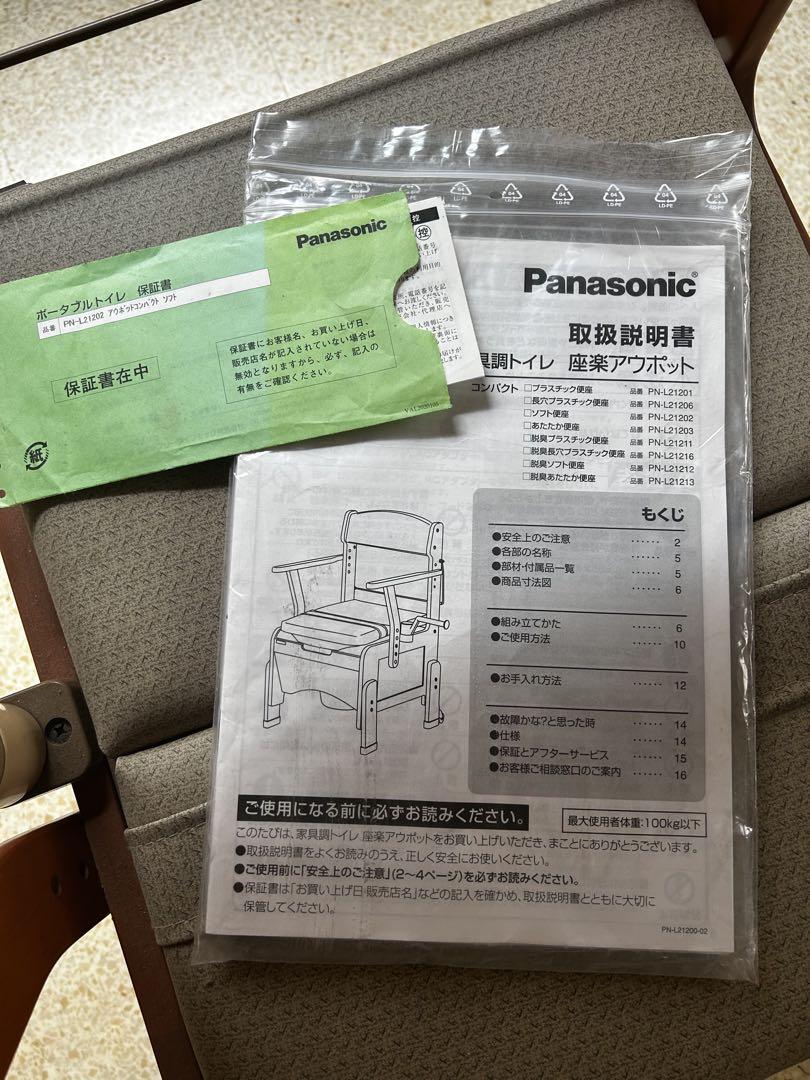 Panasonic
ポータブルトイレ 保証書
品番 PN-L21202 アウポットコンパクト ソフト
保証書在中
保証書にお客様名、お買い上げ日、
販売店名が記入されていない場合は
無効となりますから、必ず、記入の
有無をご確認ください。
VAL2020105
紙
控
控
04 04 04 04 04 04
LD-PE LD-PE LD-PE LD-PE LD-PE LD-PE
Panasonic®
取扱説明書
具調トイレ 座楽アウポット
コンパクト □プラスチック便座 品番 PN-L21201
□長穴プラスチック便座 品番 PN-L21206
□ソフト便座 品番 PN-L21202
□あたたか便座 品番 PN-L21203
□脱臭プラスチック便座 品番 PN-L21211
□脱臭長穴プラスチック便座 品番 PN-L21216
□脱臭ソフト便座 品番 PN-L21212
□脱臭あたたか便座 品番 PN-L21213
もくじ
●安全上のご注意 …… 2
●各部の名称 …… 5
●部材・付属品一覧 …… 5
●商品寸法図 …… 6
●組み立てかた …… 6
●ご使用方法 …… 10
●お手入れ方法 …… 12
●故障かな?と思った時 …… 14
●仕様 …… 14
●保証とアフターサービス …… 15
●お客様ご相談窓口のご案内 …… 16
ご使用になる前に必ずお読みください。
最大使用者体重:100kg以下
このたびは、家具調トイレ 座楽アウポットをお買い上げいただき、まことにありがとうございます。
●取扱説明書をよくお読みのうえ、正しく安全にお使いください。
●ご使用前に「安全上のご注意」(2〜4ページ)を必ずお読みください。
●保証書は「お買い上げ日・販売店名」などの記入を確かめ、取扱説明書とともに大切に
保管してください。
PN-L21200-02